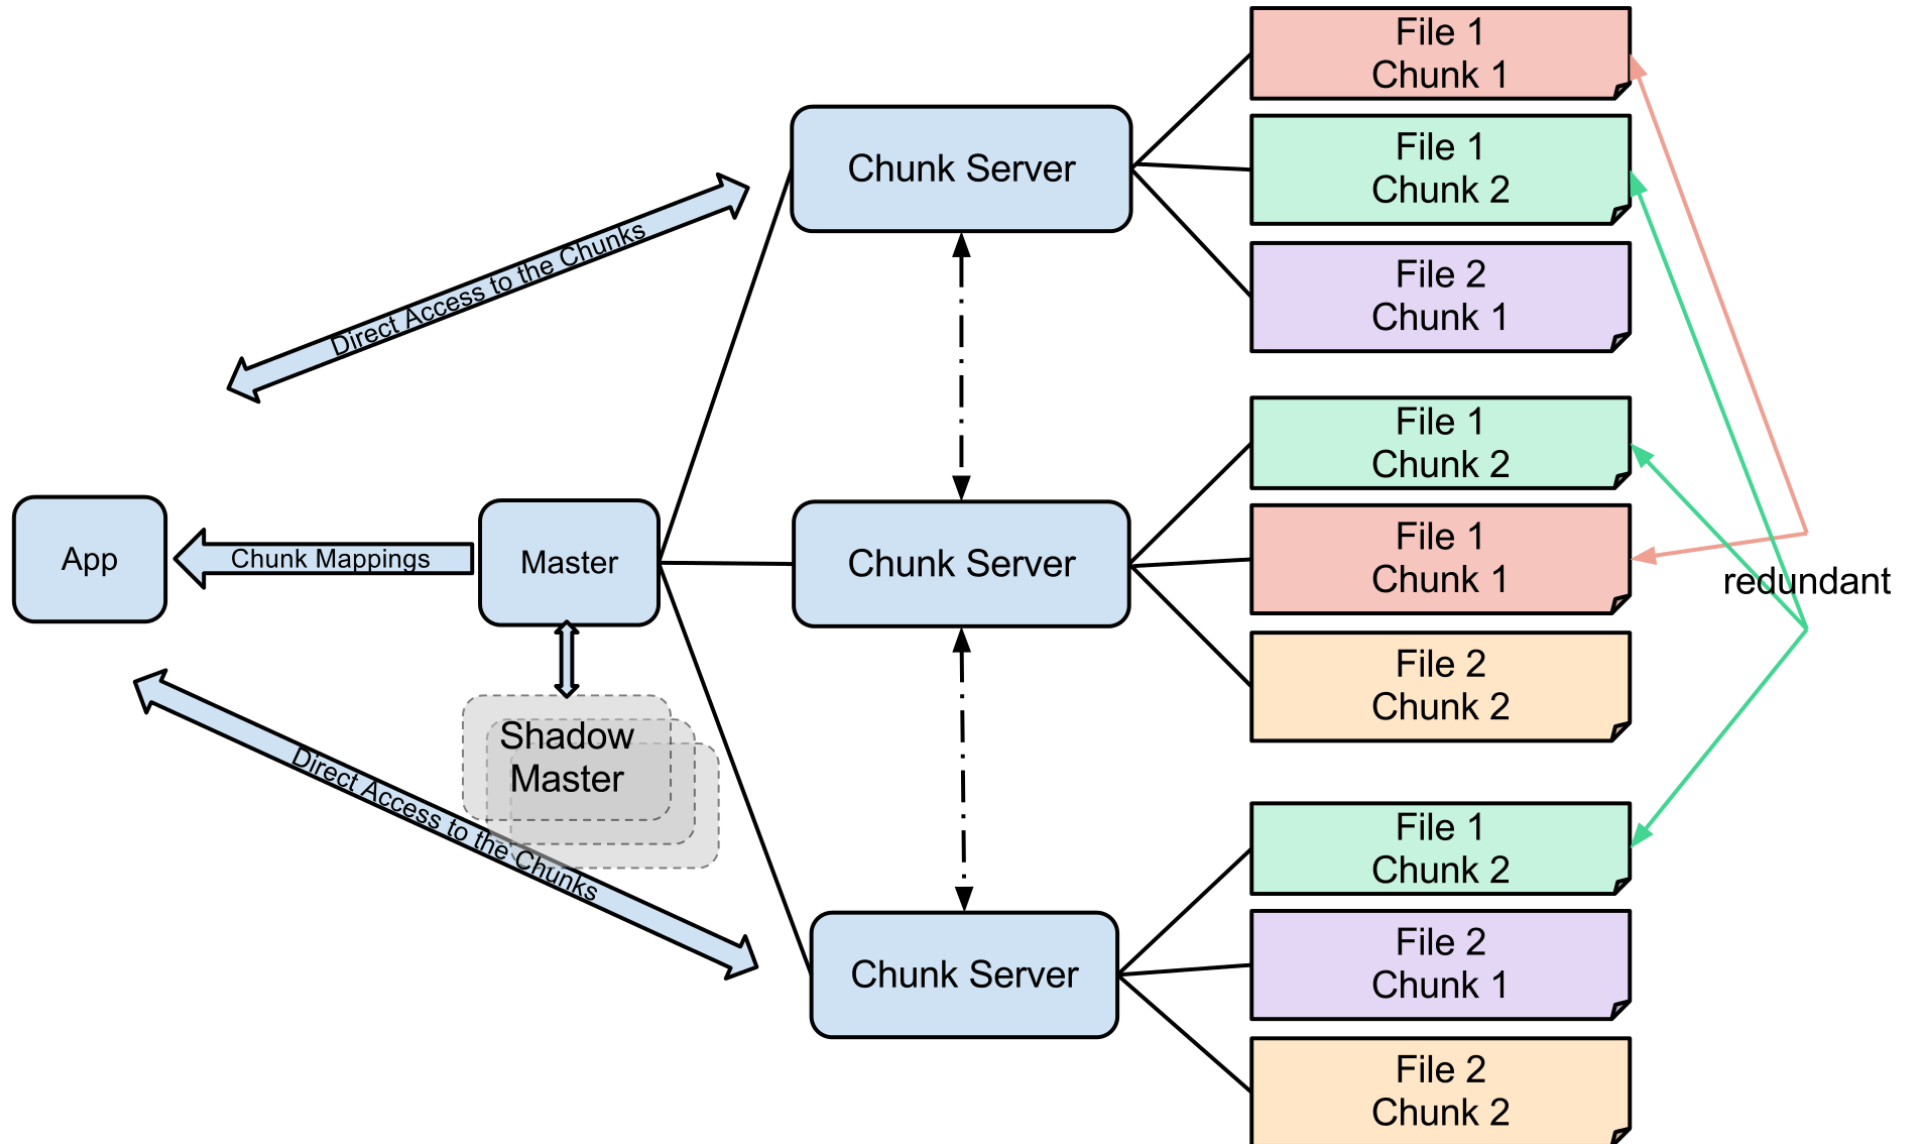 File 1
Chunk 1
File 1
Chunk 2
File 2
Chunk 1
Chunk Server
Direct Access to the Chunks
File 1
Chunk 2
File 1
Chunk 1
File 2
Chunk 2
Chunk Server
redundant
App
Chunk Mappings
Master
Shadow
Master
Direct Access to the Chunks
File 1
Chunk 2
File 2
Chunk 1
File 2
Chunk 2
Chunk Server